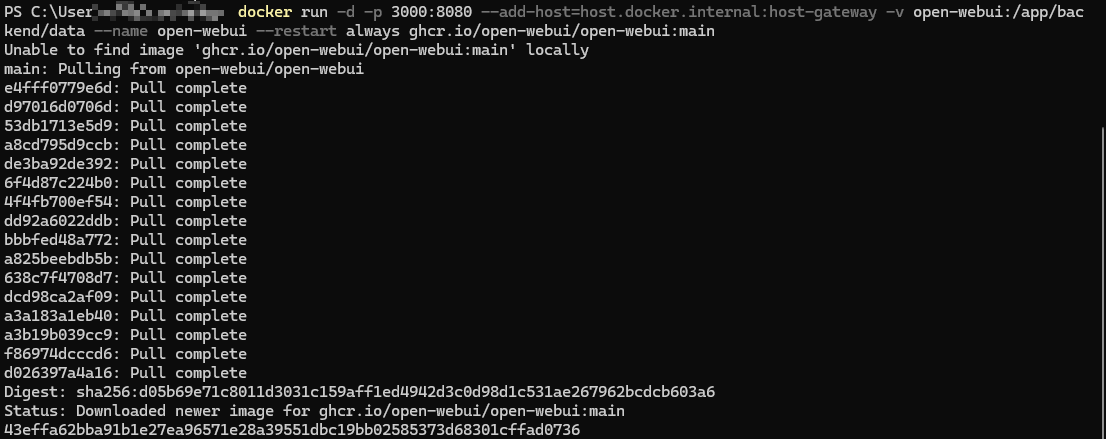 PS C:\User docker run -d -p 3000:8080 --add-host=host.docker.internal:host-gateway -v open-webui:/app/bac
kend/data --name open-webui --restart always ghcr.io/open-webui/open-webui:main
Unable to find image 'ghcr.io/open-webui/open-webui:main' locally
main: Pulling from open-webui/open-webui
e4fff0779e6d: Pull complete
d97016d0706d: Pull complete
53db1713e5d9: Pull complete
a8cd795d9ccb: Pull complete
de3ba92de392: Pull complete
6f4d87c224b0: Pull complete
4f4fb700ef54: Pull complete
dd92a6022ddb: Pull complete
bbbfed48a772: Pull complete
a825beebdb5b: Pull complete
638c7f4708d7: Pull complete
dcd98ca2af09: Pull complete
a3a183a1eb40: Pull complete
a3b19b039cc9: Pull complete
f86974dcccd6: Pull complete
d026397a4a16: Pull complete
Digest: sha256:d05b69e71c8011d3031c159aff1ed4942d3c0d98d1c531ae267962bcdcb603a6
Status: Downloaded newer image for ghcr.io/open-webui/open-webui:main
43effa62bba91b1e27ea96571e28a39551dbc19bb02585373d68301cffad0736